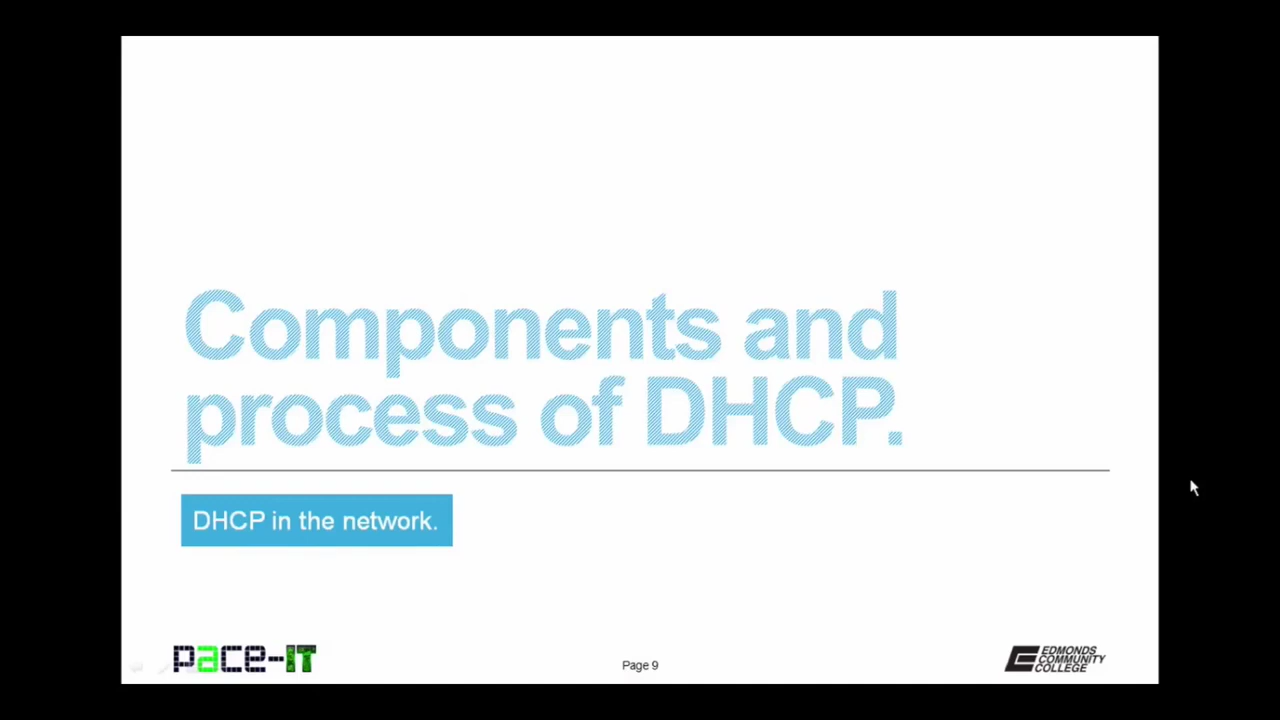 Components and
process of DHCP.
DHCP in the network.
pace-IT
Page 9
EDMONDS
COMMUNITY
COLLEGE